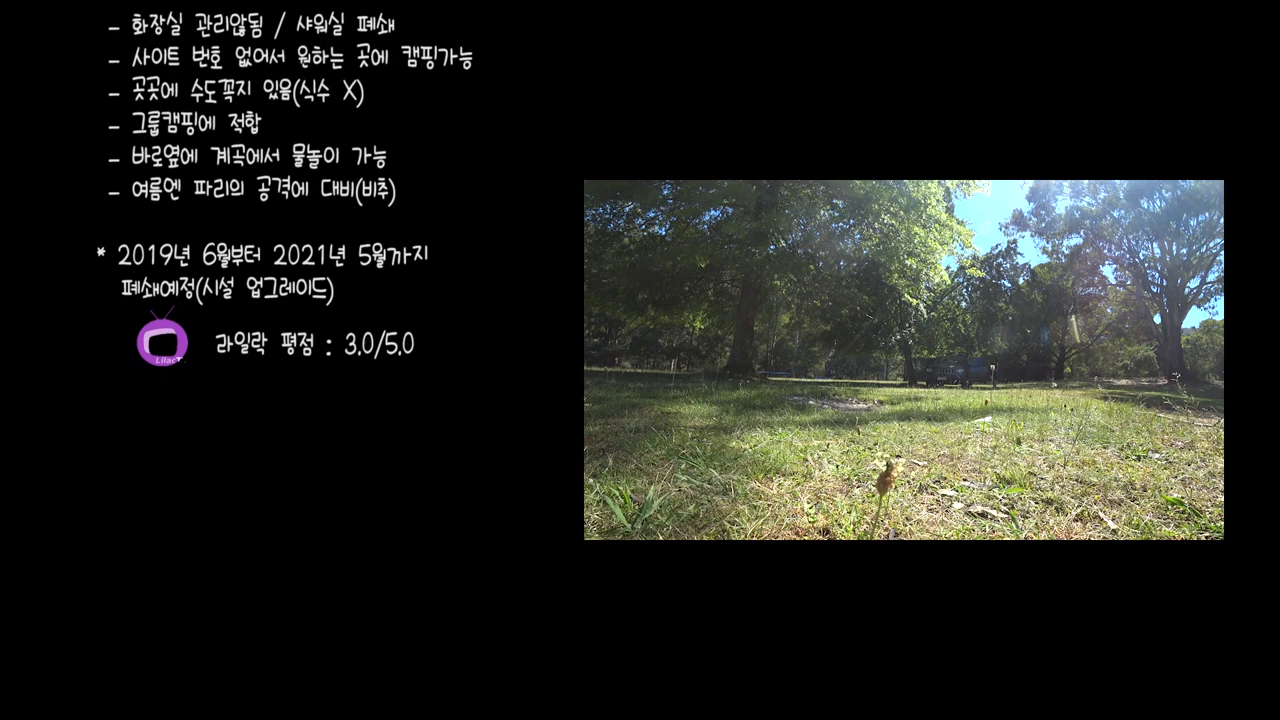 - 화장실 관리않됨 / 샤워실 폐쇄
- 사이트 번호 없어서 원하는 곳에 캠핑가능
- 곳곳에 수도꼭지 있음(식수 X)
- 그룹캠핑에 적합
- 바로옆에 계곡에서 물놀이 가능
- 여름엔 파리의 공격에 대비(비추)
* 2019년 6월부터 2021년 5월까지
폐쇄예정(시설 업그레이드)
LilacT.
라일락 평점 : 3.0/5.0